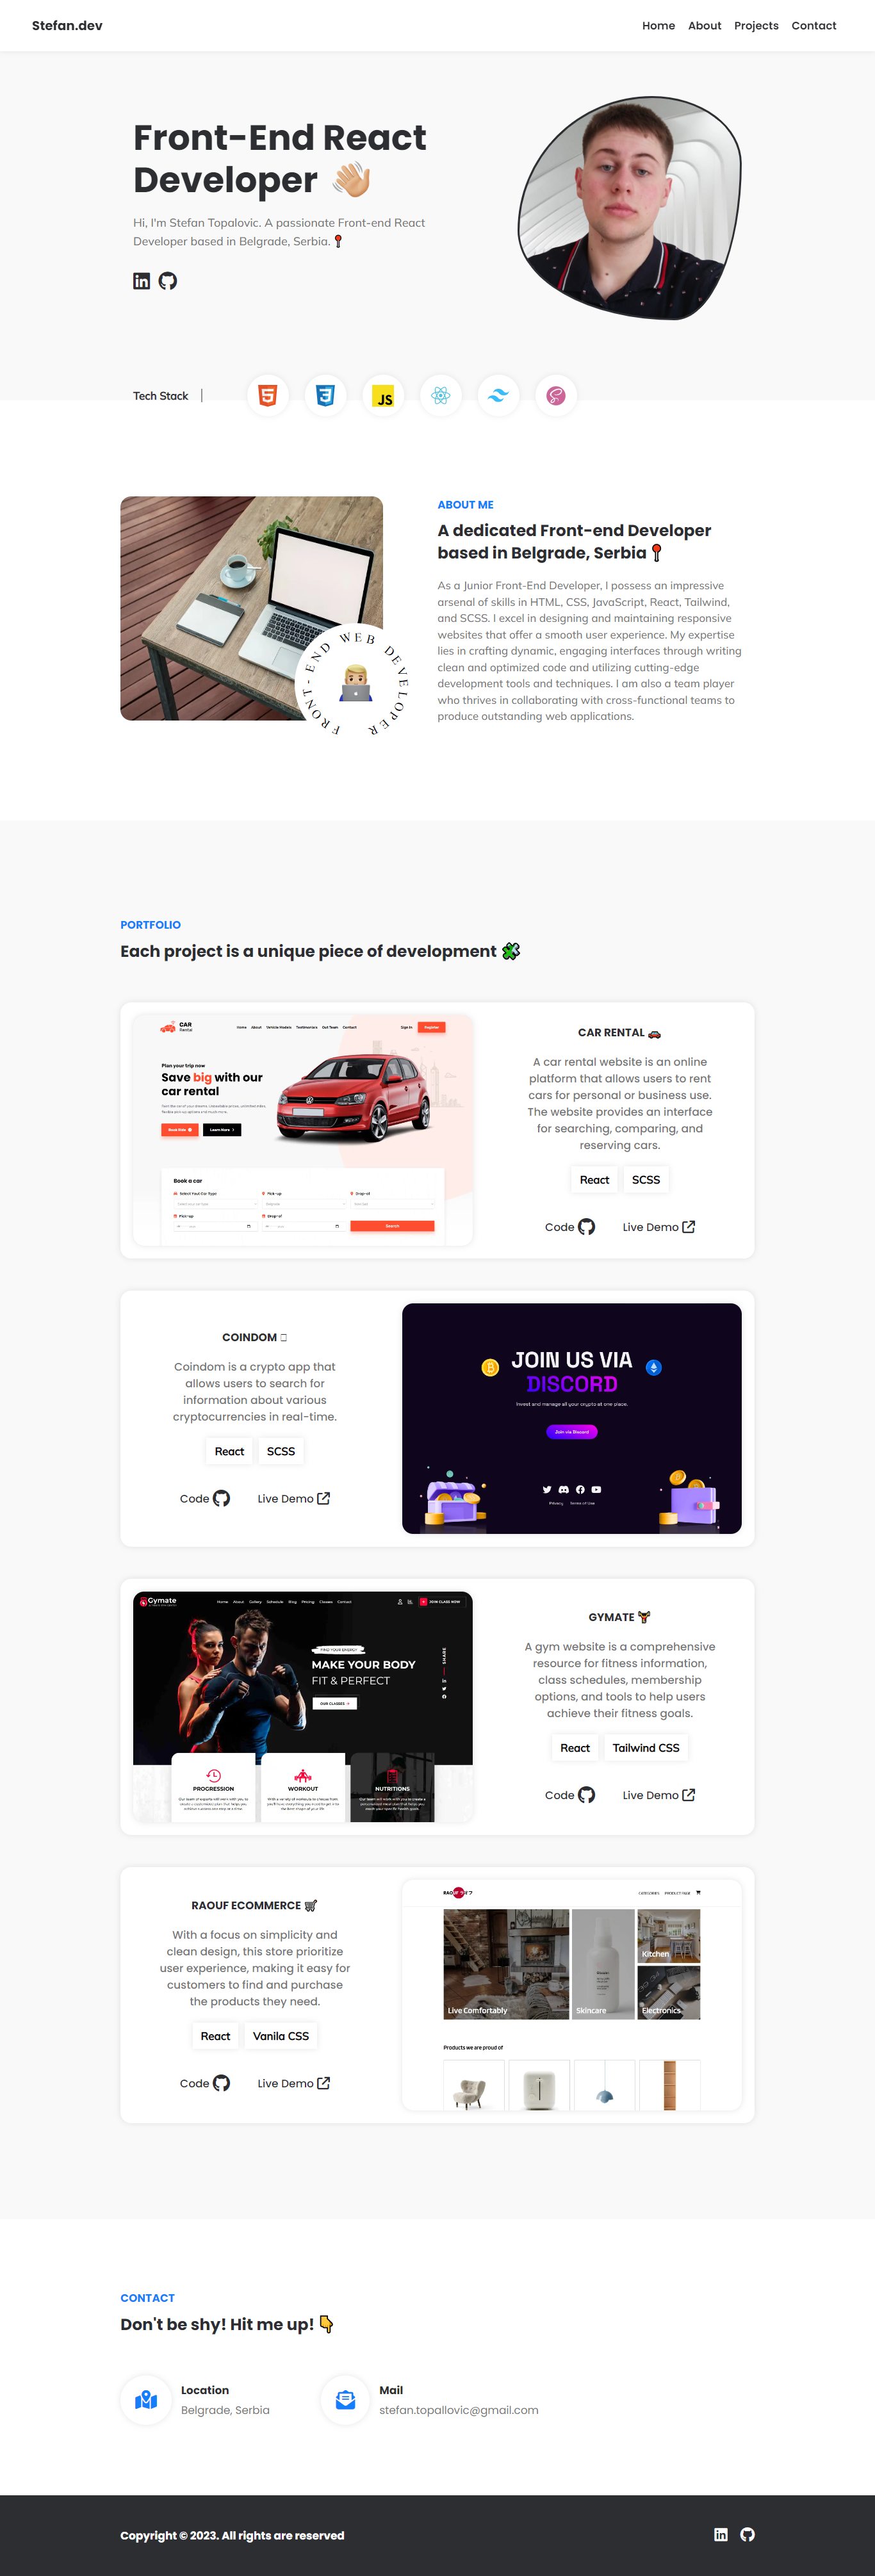 Stefan.dev
Home About Projects Contact
Front-End React
Developer 👋🏼
Hi, I'm Stefan Topalovic. A passionate Front-end React
Developer based in Belgrade, Serbia. 📍
Tech Stack |
JS
FRONT-END WEB DEVELOPER
ABOUT ME
A dedicated Front-end Developer
based in Belgrade, Serbia 📍
As a Junior Front-End Developer, I possess an impressive
arsenal of skills in HTML, CSS, JavaScript, React, Tailwind,
and SCSS. I excel in designing and maintaining responsive
websites that offer a smooth user experience. My expertise
lies in crafting dynamic, engaging interfaces through writing
clean and optimized code and utilizing cutting-edge
development tools and techniques. I am also a team player
who thrives in collaborating with cross-functional teams to
produce outstanding web applications.
PORTFOLIO
Each project is a unique piece of development 🧩
CAR
Rental
Home About Vehicle Models Testimonials Our Team Contact
Sign In Register
Plan your trip now
Save big with our
car rental
Book Ride
Learn More
Book a car
Select Your Car Type
Pick-up
Drop-of
Pick-up
Drop-of
Search
CAR RENTAL 🚗
A car rental website is an online
platform that allows users to rent
cars for personal or business use.
The website provides an interface
for searching, comparing, and
reserving cars.
React SCSS
Code Live Demo
COINDOM
Coindom is a crypto app that
allows users to search for
information about various
cryptocurrencies in real-time.
React SCSS
Code Live Demo
JOIN US VIA
DISCORD
Invest and manage all your crypto at one place.
Join via Discord
Privacy Terms of Use
Gymate
Home About Gallery Schedule Blog Pricing Classes Contact
JOIN CLASS NOW
FIND YOUR ENERGY
MAKE YOUR BODY
FIT & PERFECT
OUR CLASSES
SHARE
PROGRESSION
WORKOUT
NUTRITIONS
GYMATE 🏋
A gym website is a comprehensive
resource for fitness information,
class schedules, membership
options, and tools to help users
achieve their fitness goals.
React Tailwind CSS
Code Live Demo
RAOUF ECOMMERCE 🛒
With a focus on simplicity and
clean design, this store prioritize
user experience, making it easy for
customers to find and purchase
the products they need.
React Vanila CSS
Code Live Demo
CATEGORIES PRODUCT PAGE
Live Comfortably
Skincare
Kitchen
Electronics
Products we are proud of
CONTACT
Don't be shy! Hit me up! 👇
Location
Belgrade, Serbia
Mail
stefan.topallovic@gmail.com
Copyright © 2023. All rights are reserved